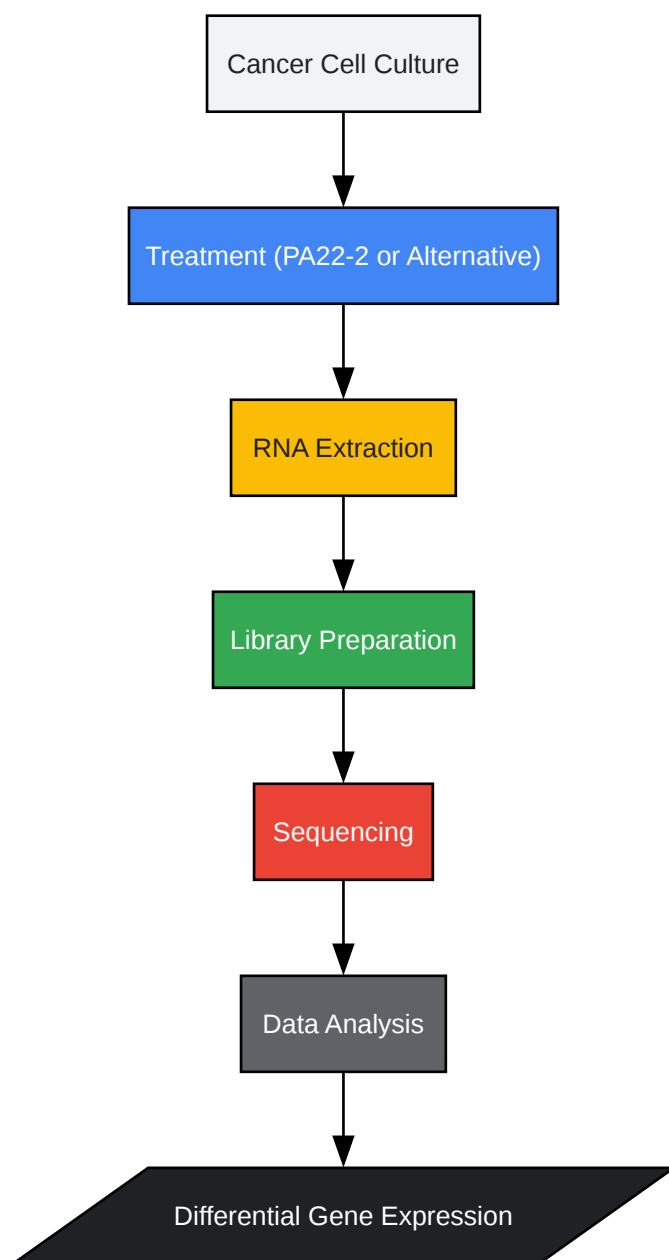 Cancer Cell Culture
Treatment (PA22-2 or Alternative)
RNA Extraction
Library Preparation
Sequencing
Data Analysis
Differential Gene Expression